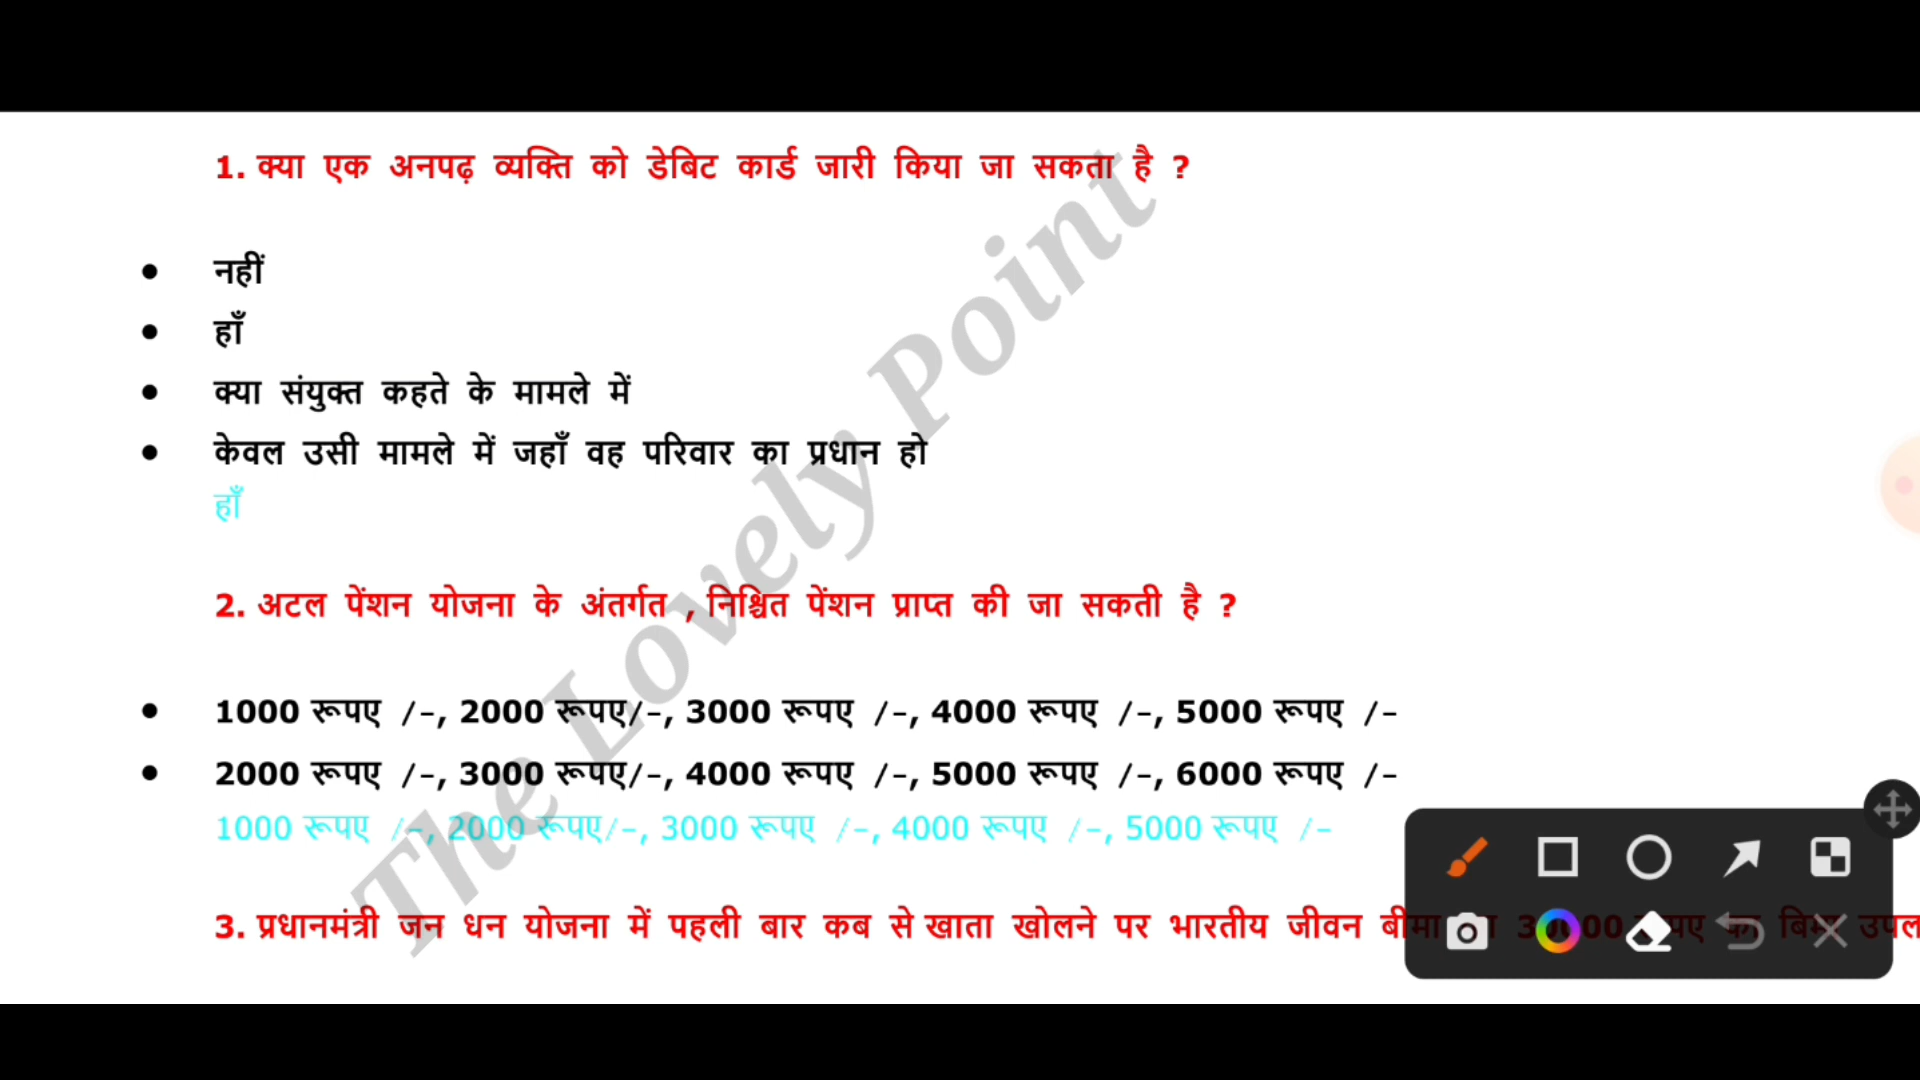 1. क्या एक अनपढ़ व्यक्ति को डेबिट कार्ड जारी किया जा सकता है ?
● नहीं
● हाँ
● क्या संयुक्त कहते के मामले में
● केवल उसी मामले में जहाँ वह परिवार का प्रधान हो
हाँ
2. अटल पेंशन योजना के अंतर्गत , निश्चित पेंशन प्राप्त की जा सकती है ?
● 1000 रूपए /-, 2000 रूपए/-, 3000 रूपए /-, 4000 रूपए /-, 5000 रूपए /-
● 2000 रूपए /-, 3000 रूपए/-, 4000 रूपए /-, 5000 रूपए /-, 6000 रूपए /-
1000 रूपए /-, 2000 रूपए/-, 3000 रूपए /-, 4000 रूपए /-, 5000 रूपए /-
3. प्रधानमंत्री जन धन योजना में पहली बार कब से खाता खोलने पर भारतीय जीवन बीमा
The Lovely Point